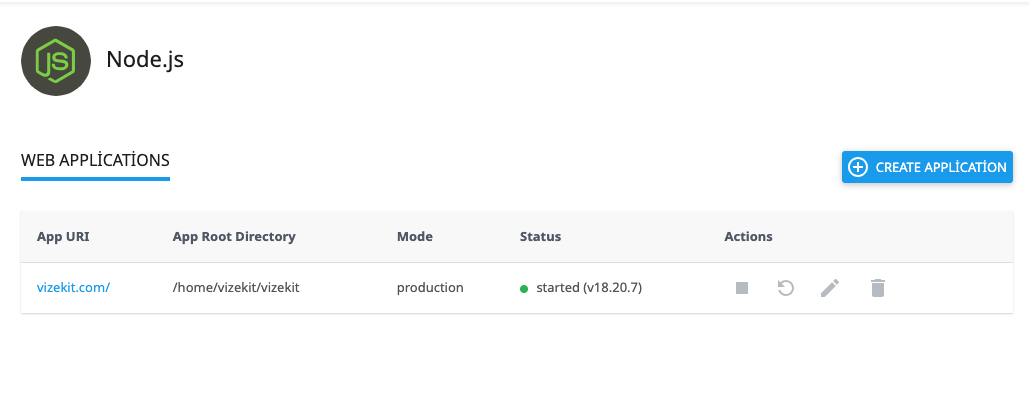 JS
Node.js
WEB APPLİCATİONS
CREATE APPLİCATİON
App URI App Root Directory Mode Status Actions
vizekit.com/ /home/vizekit/vizekit production started (v18.20.7)